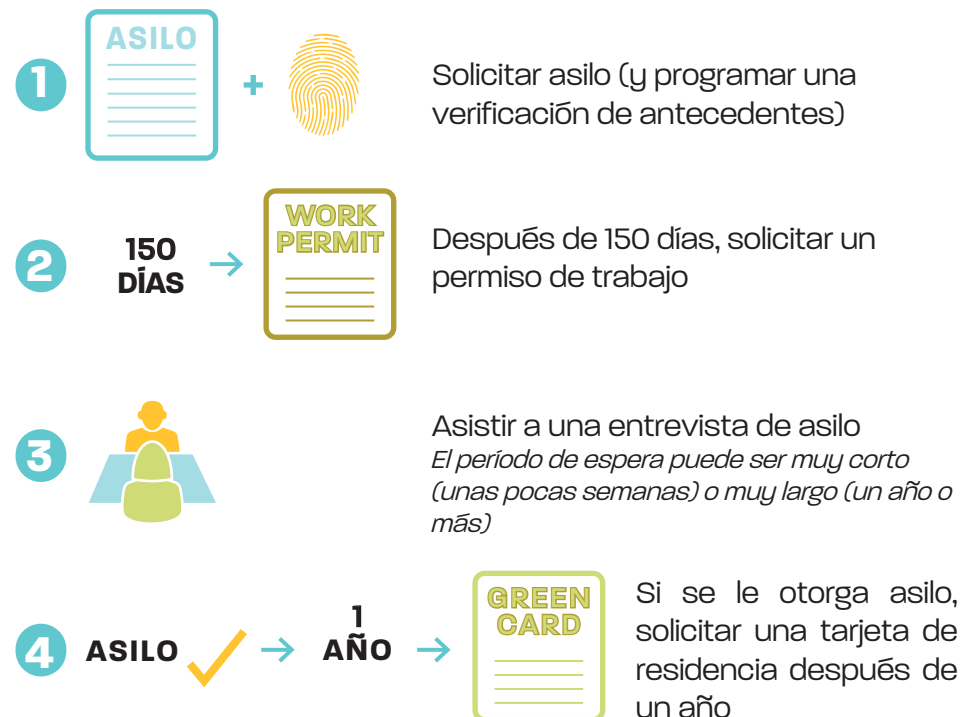 1
ASILO
+
Solicitar asilo (y programar una
verificación de antecedentes)
2
150
DÍAS
WORK
PERMIT
Después de 150 días, solicitar un
permiso de trabajo
3
Asistir a una entrevista de asilo
El período de espera puede ser muy corto
(unas pocas semanas) o muy largo (un año o
más)
4
ASILO
1
AÑO
GREEN
CARD
Si se le otorga asilo,
solicitar una tarjeta de
residencia después de
un año